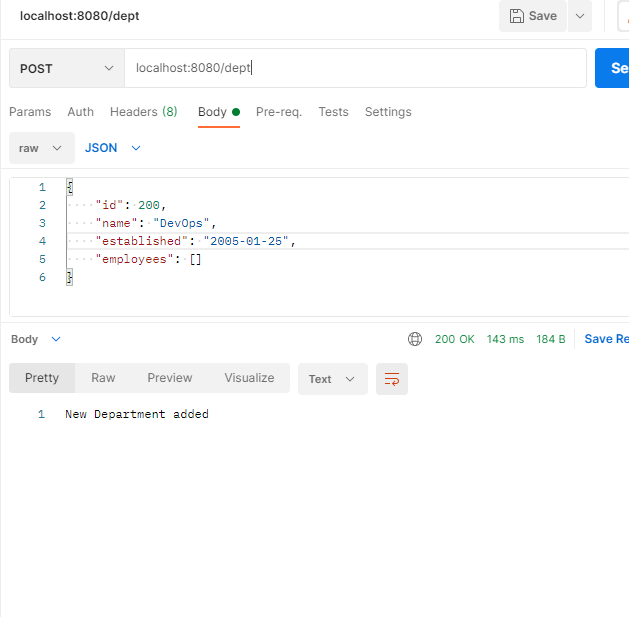 localhost:8080/dept
Save
POST
localhost:8080/dept
Se
Params Auth Headers (8) Body Pre-req. Tests Settings
raw JSON
1 {
2 ····"id":·200,
3 ····"name":·"DevOps",
4 ····"established":·"2005-01-25",
5 ····"employees":·[]
6 }
Body 200 OK 143 ms 184 B Save Re
Pretty Raw Preview Visualize Text
1 New Department added